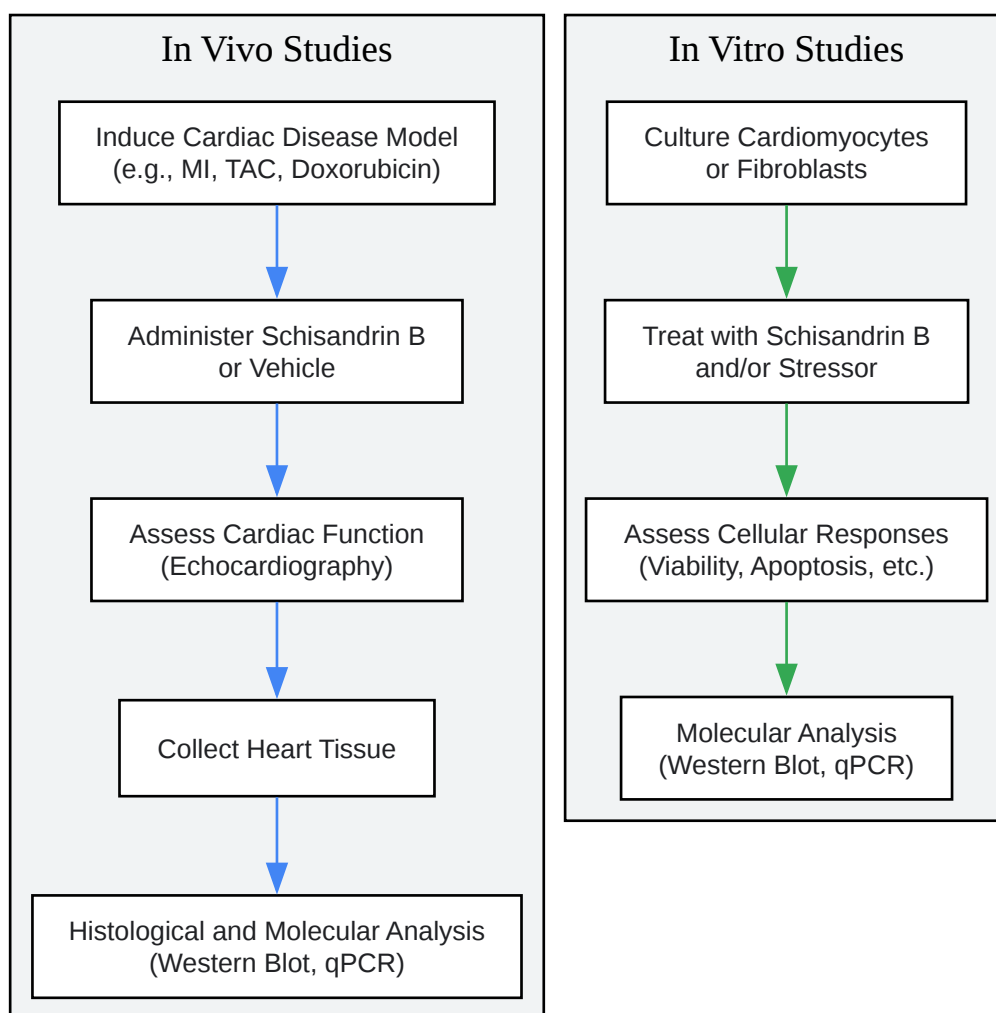 In Vivo Studies
Induce Cardiac Disease Model
(e.g., MI, TAC, Doxorubicin)
Administer Schisandrin B
or Vehicle
Assess Cardiac Function
(Echocardiography)
Collect Heart Tissue
Histological and Molecular Analysis
(Western Blot, qPCR)
In Vitro Studies
Culture Cardiomyocytes
or Fibroblasts
Treat with Schisandrin B
and/or Stressor
Assess Cellular Responses
(Viability, Apoptosis, etc.)
Molecular Analysis
(Western Blot, qPCR)